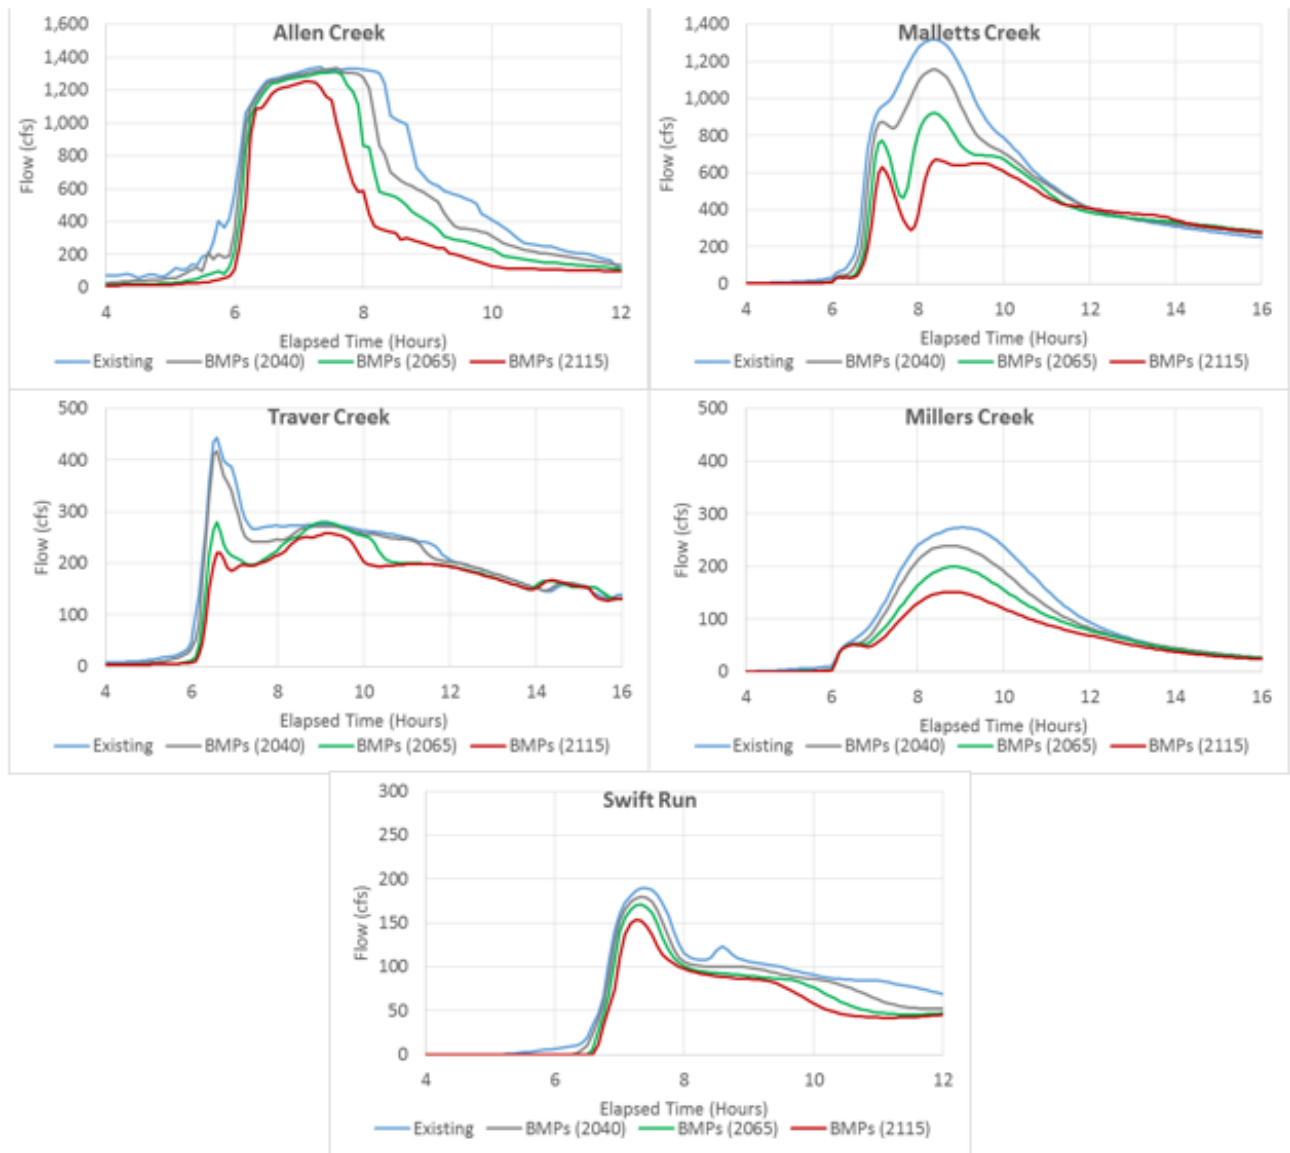 Allen Creek
1,600
1,400
1,200
1,000
800
600
400
200
0
Flow (cfs)
4 6 8 10 12
Elapsed Time (Hours)
Existing BMPs (2040) BMPs (2065) BMPs (2115)
Malletts Creek
1,400
1,200
1,000
800
600
400
200
0
Flow (cfs)
4 6 8 10 12 14 16
Elapsed Time (Hours)
Existing BMPs (2040) BMPs (2065) BMPs (2115)
Traver Creek
500
400
300
200
100
0
Flow (cfs)
4 6 8 10 12 14 16
Elapsed Time (Hours)
Existing BMPs (2040) BMPs (2065) BMPs (2115)
Millers Creek
500
400
300
200
100
0
Flow (cfs)
4 6 8 10 12 14 16
Elapsed Time (Hours)
Existing BMPs (2040) BMPs (2065) BMPs (2115)
Swift Run
300
250
200
150
100
50
0
Flow (cfs)
4 6 8 10 12
Elapsed Time (Hours)
Existing BMPs (2040) BMPs (2065) BMPs (2115)